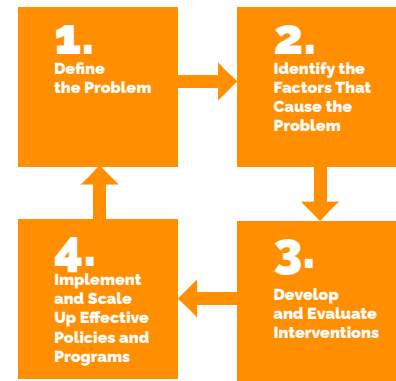 1.
Define
the Problem
2.
Identify the
Factors That
Cause the
Problem
3.
Develop
and Evaluate
Interventions
4.
Implement
and Scale
Up Effective
Policies and
Programs